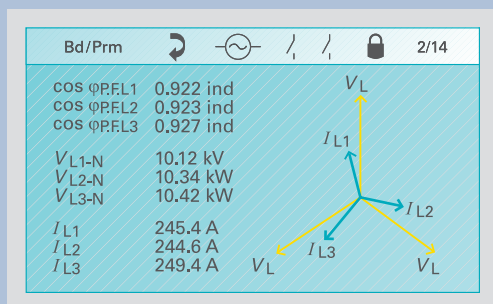 Bd/Prm 2/14
cos φP.F.L1 0.922 ind
cos φP.F.L2 0.923 ind
cos φP.F.L3 0.927 ind
VL1-N 10.12 kV
VL2-N 10.34 kW
VL3-N 10.42 kW
IL1 245.4 A
IL2 244.6 A
IL3 249.4 A
VL
IL1
IL2
IL3
VL
VL